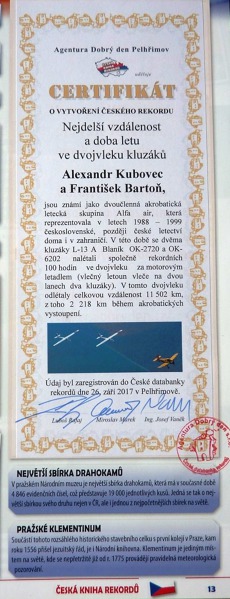 Agentura Dobrý den Pelhřimov
uděluje
CERTIFIKÁT
O VYTVOŘENÍ ČESKÉHO REKORDU
Nejdelší vzdálenost
a doba letu
ve dvojvleku kluzáků
Alexandr Kubovec
a František Bartoň,
jsou známí jako dvoučlenná akrobatická
letecká skupina Alfa air, která
reprezentovala v letech 1988 – 1999
československé, později české letectví
doma i v zahraničí. V této době se dvěma
kluzáky L-13 A Blaník OK-2720 a OK-
6202 nalétali společně rekordních
100 hodin ve dvojvleku za motorovým
letadlem (vlečný letoun vleče na dvou
lanech dva kluzáky). V tomto dvojvleku
odlétaly celkovou vzdálenost 11 502 km,
z toho 2 218 km během akrobatických
vystoupení.
Údaj byl zaregistrován do České databanky
rekordů dne 26. září 2017 v Pelhřimově.
Luboš Rafaj Miroslav Marek Ing. Josef Vaněk
Agentura Dobrý den
NEJVĚTŠÍ SBÍRKA DRAHOKAMŮ
V pražském Národním muzeu je největší sbírka drahokamů, která má v současné době
4 846 evidenčních čísel, což představuje 19 000 jednotlivých kusů. Jedná se tak o nej-
větší sbírku svého druhu nejen v ČR, ale i jednou z nejpočetnějších sbírek na světě.
PRAŽSKÉ KLEMENTINUM
Součástí tohoto rozsáhlého historického stavebního celku s první kolejí v Praze, kam
roku 1556 přišel jezuitský řád, je i Národní knihovna. Klementinum je jediným mís-
tem na světě, kde se nepřetržitě již od r. 1775 provádějí pravidelná meteorologická
pozorování.
ČESKÁ KNIHA REKORDŮ 13